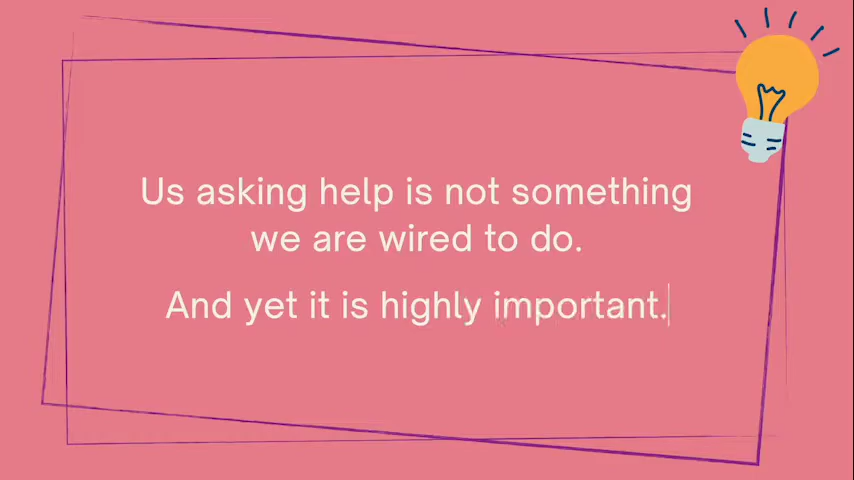 Us asking help is not something
we are wired to do.
And yet it is highly important.